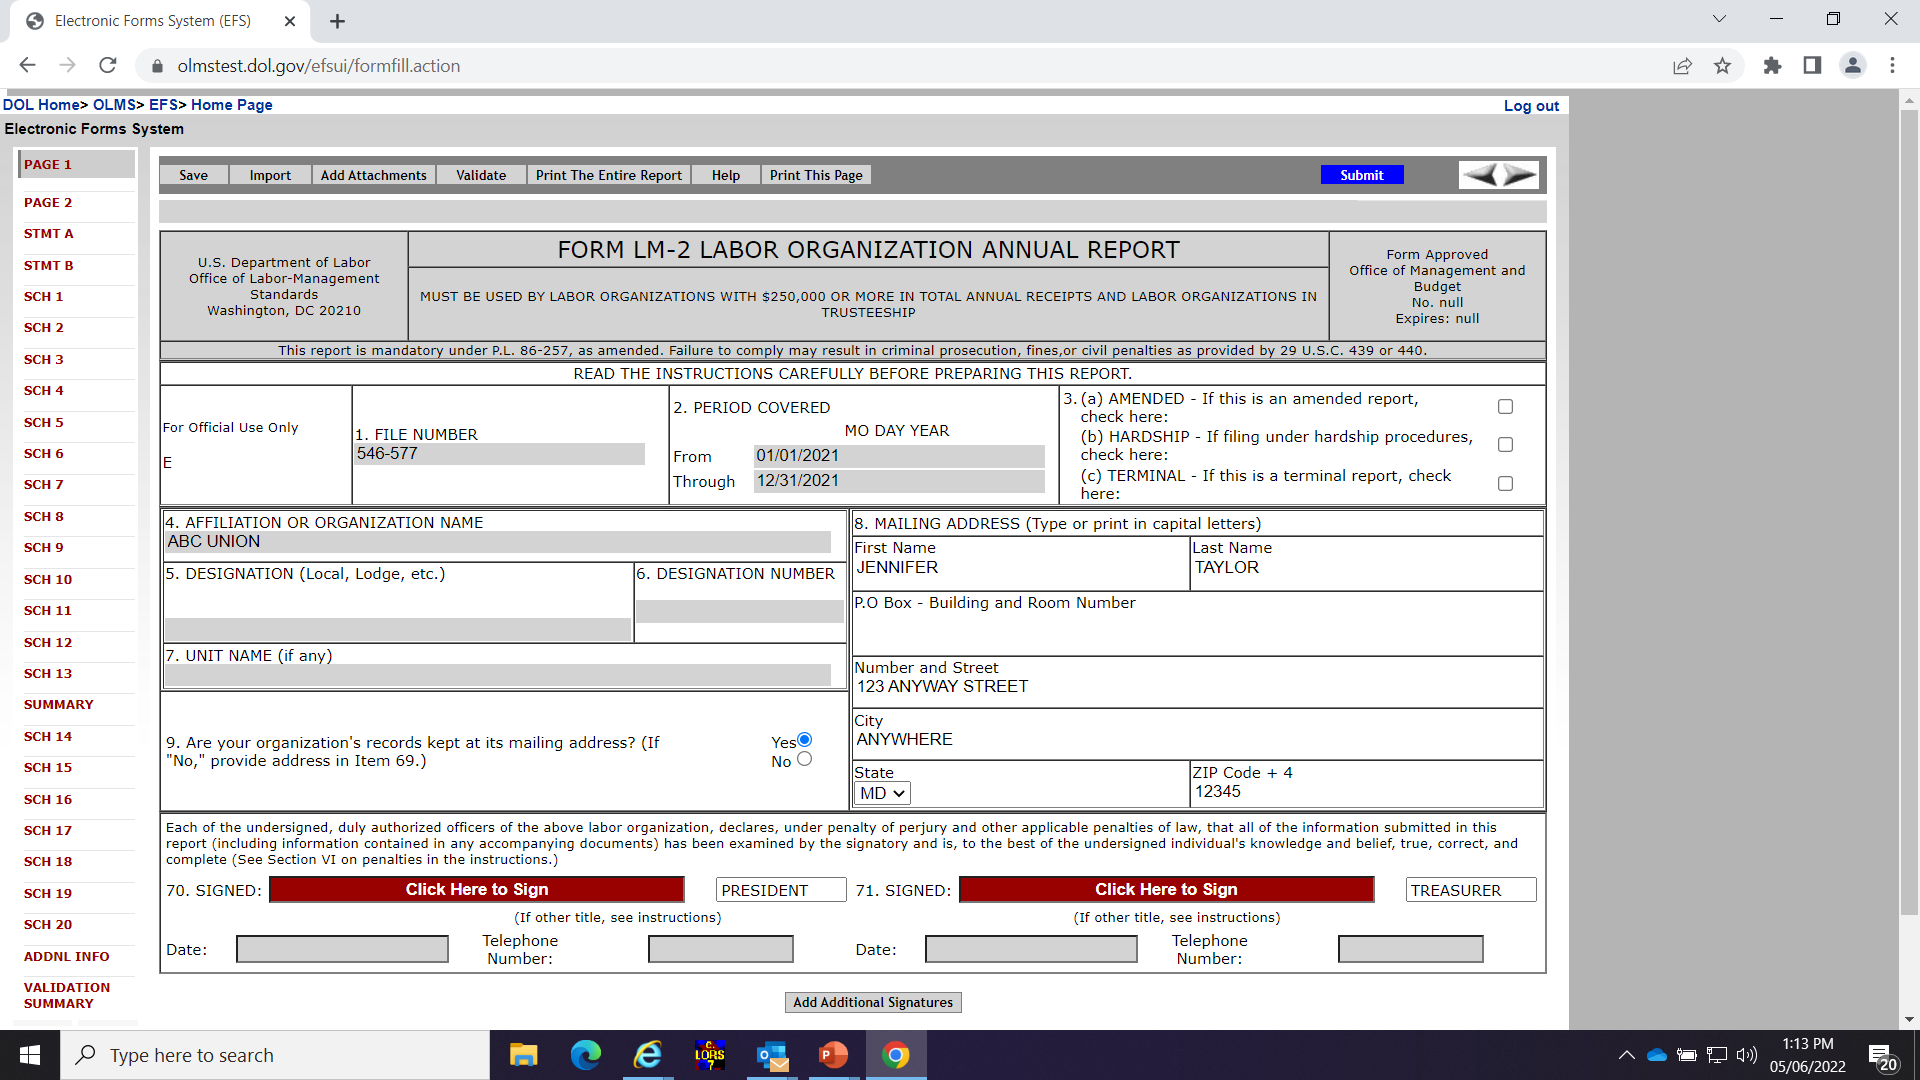 Electronic Forms System (EFS)
olmstest.dol.gov/efsui/formfill.action
DOL Home> OLMS> EFS> Home Page
Log out
Electronic Forms System
PAGE 1
PAGE 2
STMT A
STMT B
SCH 1
SCH 2
SCH 3
SCH 4
SCH 5
SCH 6
SCH 7
SCH 8
SCH 9
SCH 10
SCH 11
SCH 12
SCH 13
SUMMARY
SCH 14
SCH 15
SCH 16
SCH 17
SCH 18
SCH 19
SCH 20
ADDNL INFO
VALIDATION
SUMMARY
Save Import Add Attachments Validate Print The Entire Report Help Print This Page Submit
U.S. Department of Labor
Office of Labor-Management
Standards
Washington, DC 20210
FORM LM-2 LABOR ORGANIZATION ANNUAL REPORT
MUST BE USED BY LABOR ORGANIZATIONS WITH $250,000 OR MORE IN TOTAL ANNUAL RECEIPTS AND LABOR ORGANIZATIONS IN
TRUSTEESHIP
Form Approved
Office of Management and
Budget
No. null
Expires: null
This report is mandatory under P.L. 86-257, as amended. Failure to comply may result in criminal prosecution, fines,or civil penalties as provided by 29 U.S.C. 439 or 440.
READ THE INSTRUCTIONS CAREFULLY BEFORE PREPARING THIS REPORT.
For Official Use Only
E
1. FILE NUMBER
546-577
2. PERIOD COVERED
MO DAY YEAR
From 01/01/2021
Through 12/31/2021
3. (a) AMENDED - If this is an amended report,
check here:
(b) HARDSHIP - If filing under hardship procedures,
check here:
(c) TERMINAL - If this is a terminal report, check
here:
4. AFFILIATION OR ORGANIZATION NAME
ABC UNION
5. DESIGNATION (Local, Lodge, etc.)
6. DESIGNATION NUMBER
7. UNIT NAME (if any)
8. MAILING ADDRESS (Type or print in capital letters)
First Name
JENNIFER
Last Name
TAYLOR
P.O Box - Building and Room Number
Number and Street
123 ANYWAY STREET
City
ANYWHERE
State
MD
ZIP Code + 4
12345
9. Are your organization's records kept at its mailing address? (If
"No," provide address in Item 69.)
Yes
No
Each of the undersigned, duly authorized officers of the above labor organization, declares, under penalty of perjury and other applicable penalties of law, that all of the information submitted in this
report (including information contained in any accompanying documents) has been examined by the signatory and is, to the best of the undersigned individual's knowledge and belief, true, correct, and
complete (See Section VI on penalties in the instructions.)
70. SIGNED: Click Here to Sign PRESIDENT
(If other title, see instructions)
Date: Telephone
Number:
71. SIGNED: Click Here to Sign TREASURER
(If other title, see instructions)
Date: Telephone
Number:
Add Additional Signatures
Type here to search
C.
LORS
7
1:13 PM
05/06/2022
20